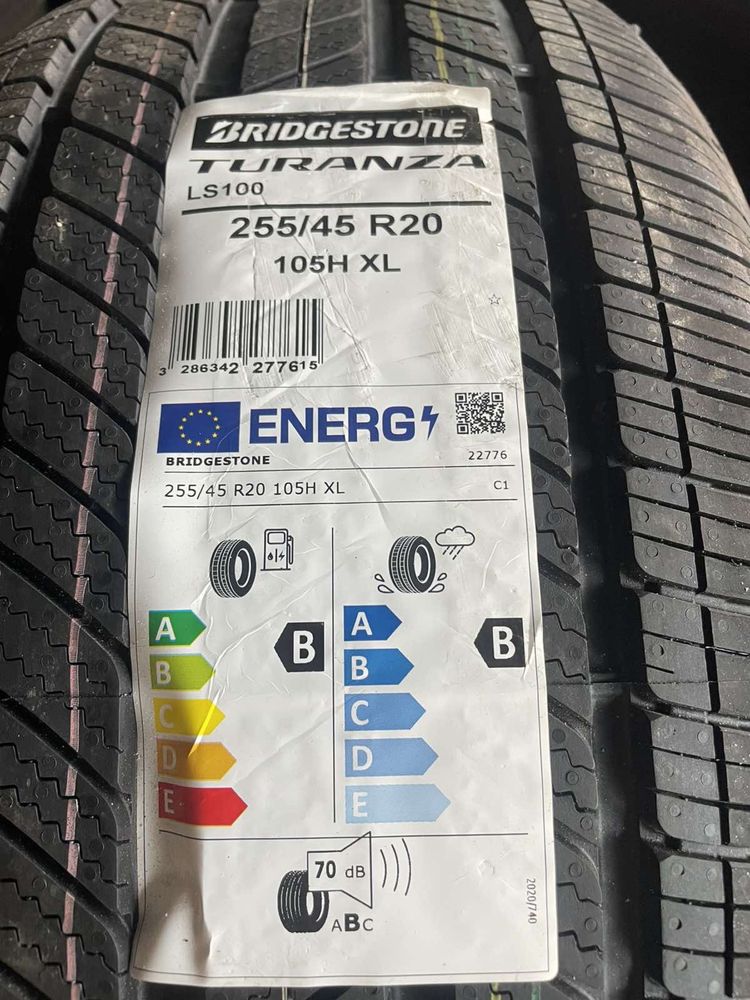 BRIDGESTONE
TURANZA
LS100
255/45 R20
105H XL
3 286342 277615
ENERG
BRIDGESTONE
22776
255/45 R20 105H XL
C1
A
B
C
D
E
B
A
B
C
D
E
B
70 dB
ABC
2020/740